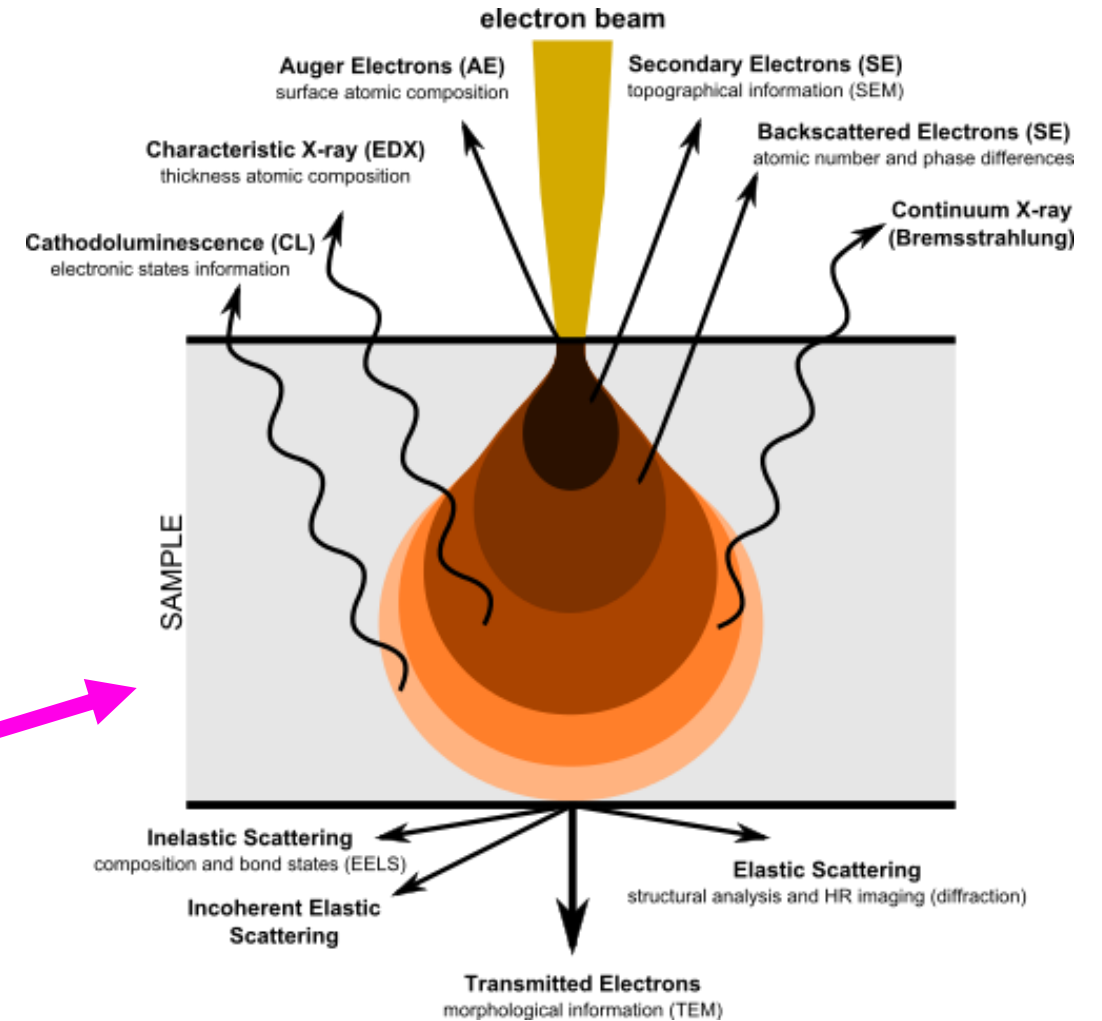 electron beam
Auger Electrons (AE)
surface atomic composition
Secondary Electrons (SE)
topographical information (SEM)
Characteristic X-ray (EDX)
thickness atomic composition
Backscattered Electrons (SE)
atomic number and phase differences
Cathodoluminescence (CL)
electronic states information
Continuum X-ray
(Bremsstrahlung)
SAMPLE
Inelastic Scattering
composition and bond states (EELS)
Incoherent Elastic
Scattering
Elastic Scattering
structural analysis and HR imaging (diffraction)
Transmitted Electrons
morphological information (TEM)